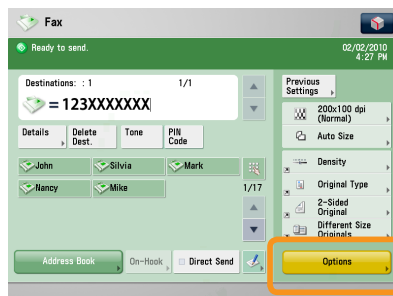 Fax
Ready to send.
02/02/2010
4:27 PM
Destinations: : 1
1/1
= 123XXXXXXX
Details
Delete
Dest.
Tone
PIN
Code
John
Silvia
Mark
Nancy
Mike
1/17
Address Book
On-Hook
Direct Send
Previous
Settings
200x100 dpi
(Normal)
Auto Size
Density
Original Type
2-Sided
Original
Different Size
Originals
Options